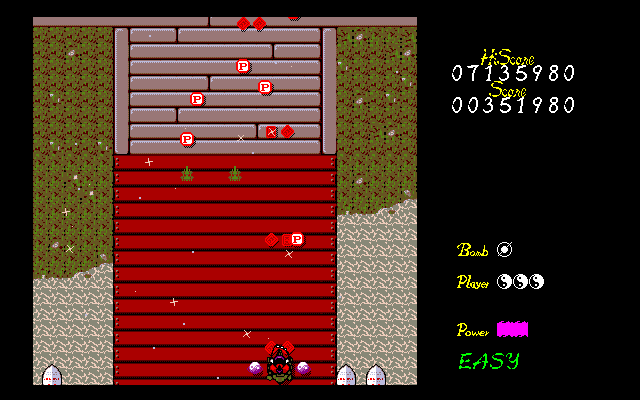 HiScore
07135980
Score
00351980
P
P
P
P
P
Bomb
Player
Power
EASY